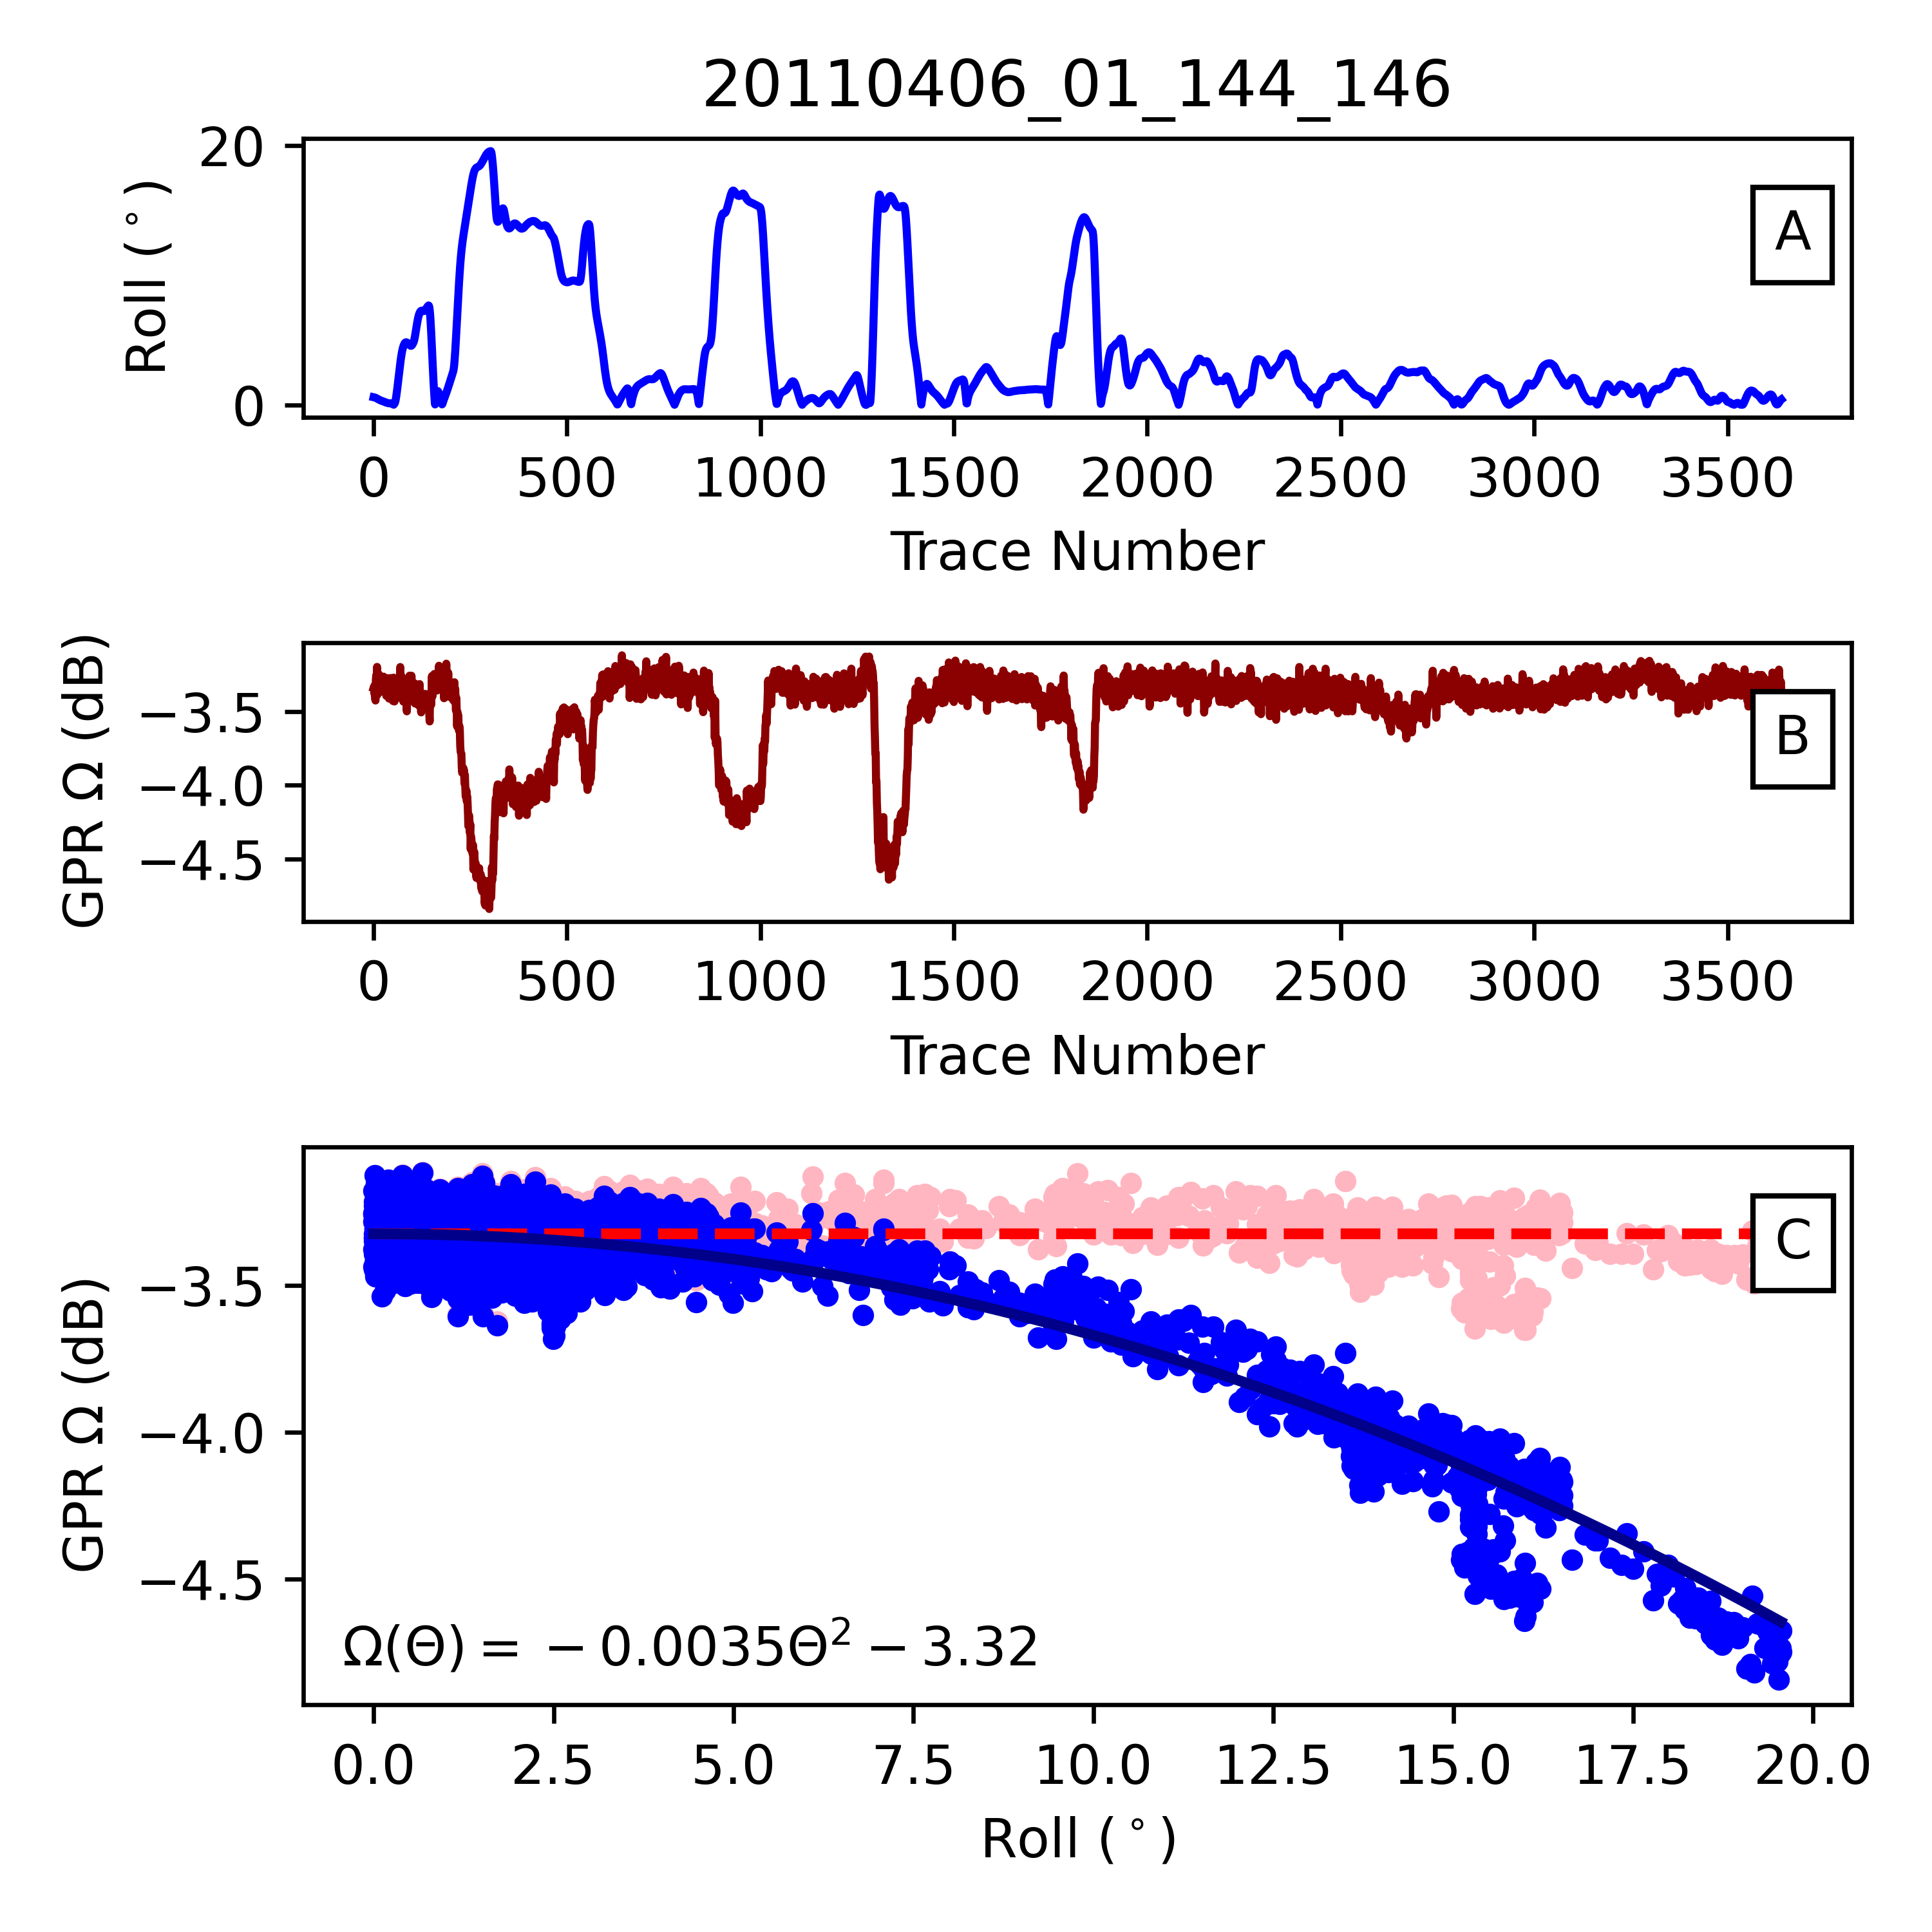 20110406_01_144_146
20
0
Roll (°)
A
0 500 1000 1500 2000 2500 3000 3500
Trace Number
−3.5
−4.0
−4.5
GPR Ω (dB)
B
0 500 1000 1500 2000 2500 3000 3500
Trace Number
C
−3.5
−4.0
−4.5
GPR Ω (dB)
Ω(Θ) = − 0.0035Θ² − 3.32
0.0 2.5 5.0 7.5 10.0 12.5 15.0 17.5 20.0
Roll (°)